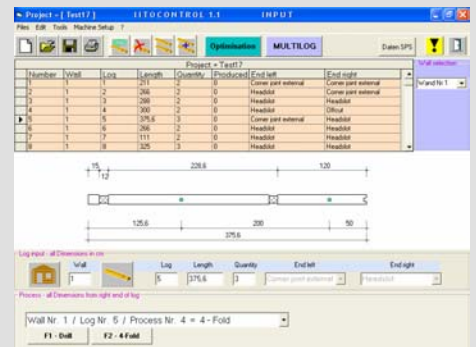 Project - [ Test17 ] IITOCONTROL 1.1 INPUT
Files Edit Tools Machine Setup ?
Optimisation MULTILOG Daten SPS
Project = Test17
Number Wall Log Length Quantity Produced End left End right
1 1 1 211 2 0 Corner joint external Corner joint external
2 1 2 266 2 0 Corner joint external Headslot
3 1 3 288 2 0 Headslot Headslot
4 1 4 300 2 0 Headslot Offcut
5 1 5 375,6 3 0 Corner joint external Headslot
6 1 6 266 2 0 Headslot Headslot
7 1 7 111 2 0 Headslot Headslot
8 1 8 325 3 0 Headslot Headslot
Wall selection
Wand Nr.1
15 228,6 120
12
125,6 200 50
375,6
Log input - all Dimensions in cm
Wall Log Length Quantity End left End right
1 5 375,6 3 Corner joint external Headslot
Process - all Dimensions from right end of log
Wall Nr. 1 / Log Nr. 5 / Process Nr. 4 = 4-Fold
F1 - Drill F2 - 4-Fold